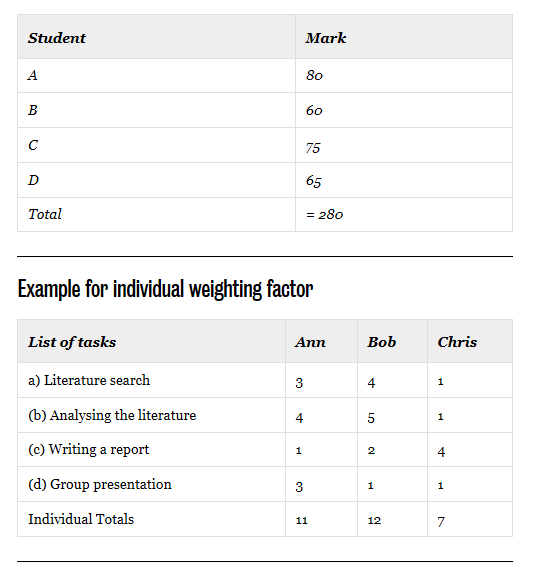 Student Mark
A 80
B 60
C 75
D 65
Total = 280
Example for individual weighting factor
List of tasks Ann Bob Chris
a) Literature search 3 4 1
(b) Analysing the literature 4 5 1
(c) Writing a report 1 2 4
(d) Group presentation 3 1 1
Individual Totals 11 12 7